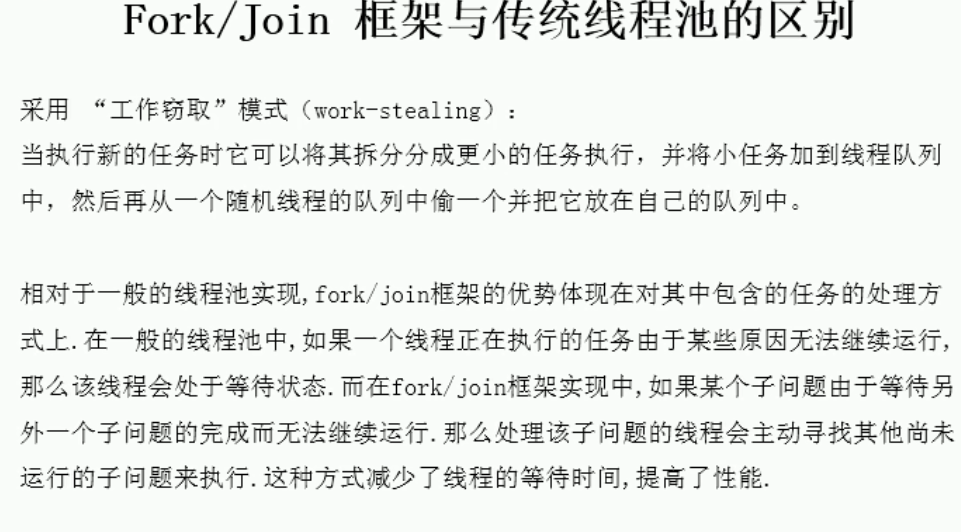 Fork/Join 框架与传统线程池的区别
采用 “工作窃取”模式（work-stealing）：
当执行新的任务时它可以将其拆分分成更小的任务执行，并将小任务加到线程队列
中，然后再从一个随机线程的队列中偷一个并把它放在自己的队列中。
相对于一般的线程池实现,fork/join框架的优势体现在对其中包含的任务的处理方
式上.在一般的线程池中,如果一个线程正在执行的任务由于某些原因无法继续运行,
那么该线程会处于等待状态.而在fork/join框架实现中,如果某个子问题由于等待另
外一个子问题的完成而无法继续运行.那么处理该子问题的线程会主动寻找其他尚未
运行的子问题来执行.这种方式减少了线程的等待时间,提高了性能.